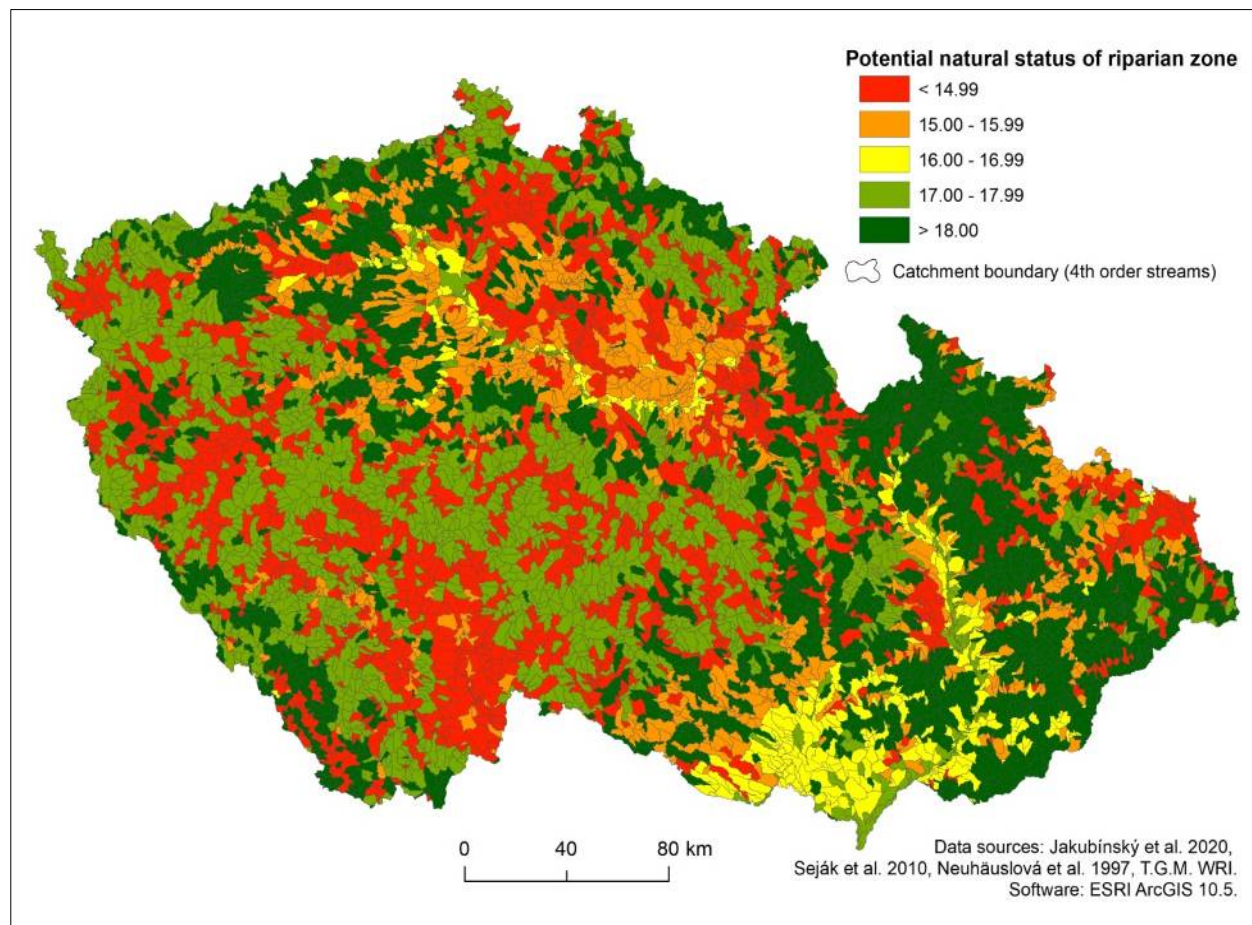 Potential natural status of riparian zone
< 14.99
15.00 - 15.99
16.00 - 16.99
17.00 - 17.99
> 18.00
Catchment boundary (4th order streams)
0 40 80 km
Data sources: Jakubínský et al. 2020,
Seják et al. 2010, Neuhäuslová et al. 1997, T.G.M. WRI.
Software: ESRI ArcGIS 10.5.